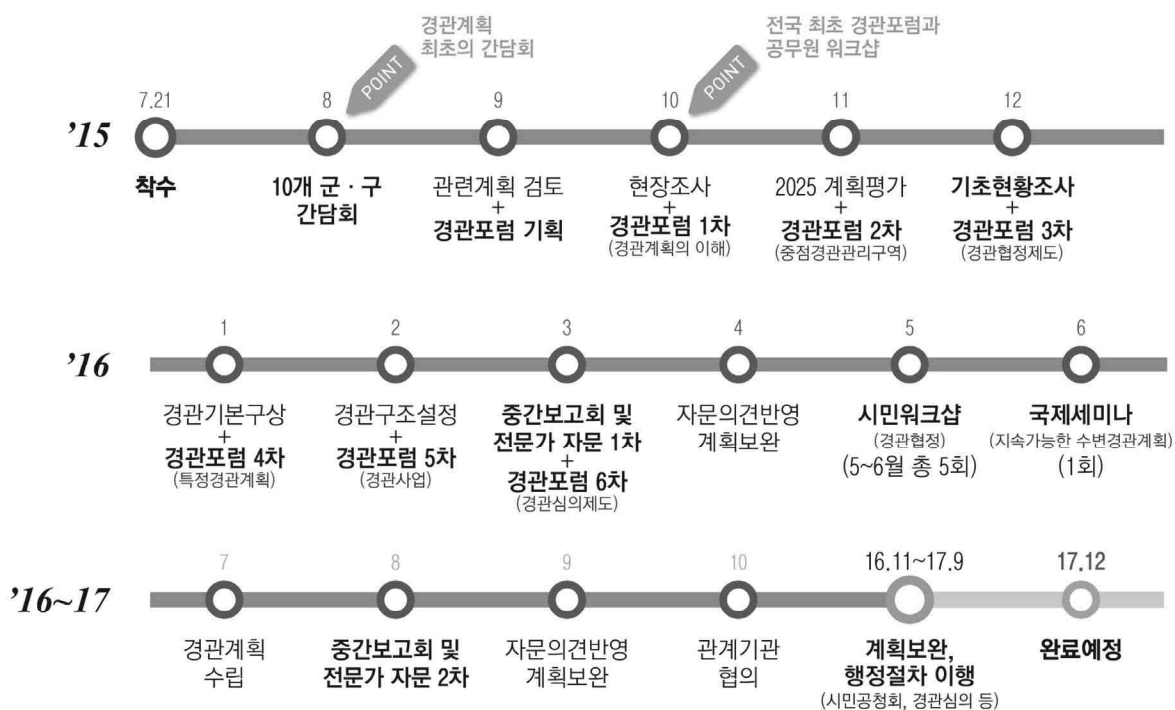 경관계획
최초의 간담회
POINT
전국 최초 경관포럼과
공무원 워크샵
POINT
'15
7.21
8
9
10
11
12
착수
10개 군 · 구
간담회
관련계획 검토
+
경관포럼 기획
현장조사
+
경관포럼 1차
(경관계획의 이해)
2025 계획평가
+
경관포럼 2차
(중점경관관리구역)
기초현황조사
+
경관포럼 3차
(경관협정제도)
'16
1
2
3
4
5
6
경관기본구상
+
경관포럼 4차
(특정경관계획)
경관구조설정
+
경관포럼 5차
(경관사업)
중간보고회 및
전문가 자문 1차
+
경관포럼 6차
(경관심의제도)
자문의견반영
계획보완
시민워크샵
(경관협정)
(5~6월 총 5회)
국제세미나
(지속가능한 수변경관계획)
(1회)
'16~17
7
8
9
10
16.11~17.9
17.12
경관계획
수립
중간보고회 및
전문가 자문 2차
자문의견반영
계획보완
관계기관
협의
계획보완,
행정절차 이행
(시민공청회, 경관심의 등)
완료예정